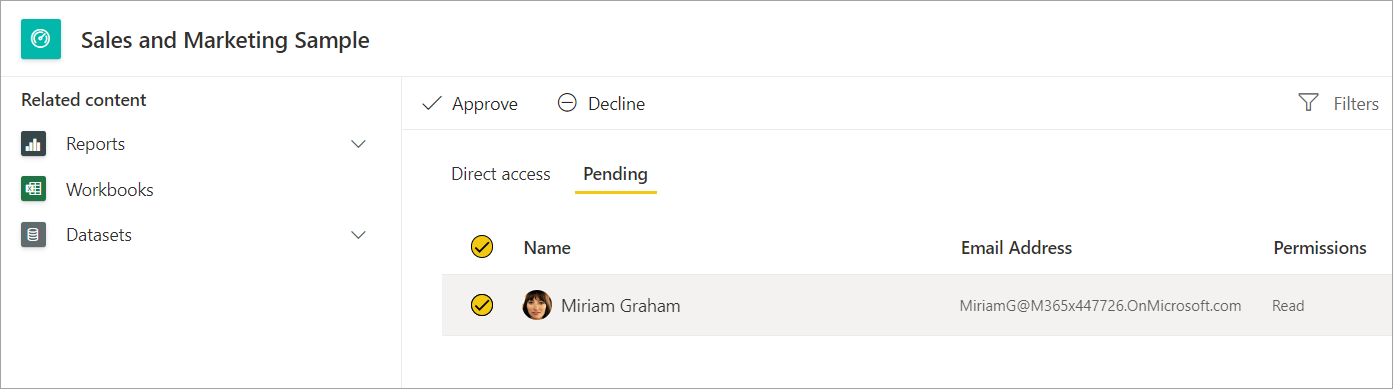 Sales and Marketing Sample
Related content
Reports
Workbooks
Datasets
Approve
Decline
Filters
Direct access
Pending
Name
Email Address
Permissions
Miriam Graham
MiriamG@M365x447726.OnMicrosoft.com
Read